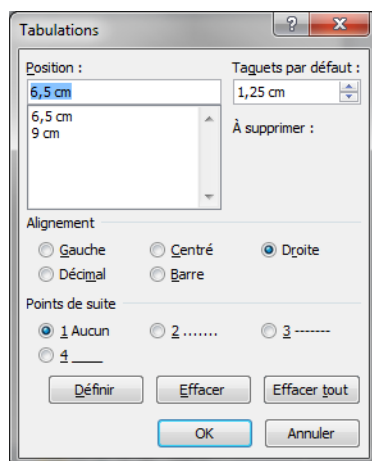 Tabulations
Position : Taquets par défaut :
6,5 cm 1,25 cm
6,5 cm
9 cm
À supprimer :
Alignement
Gauche Centré Droite
Décimal Barre
Points de suite
1 Aucun 2 ....... 3 -------
4 ____
Définir Effacer Effacer tout
OK Annuler